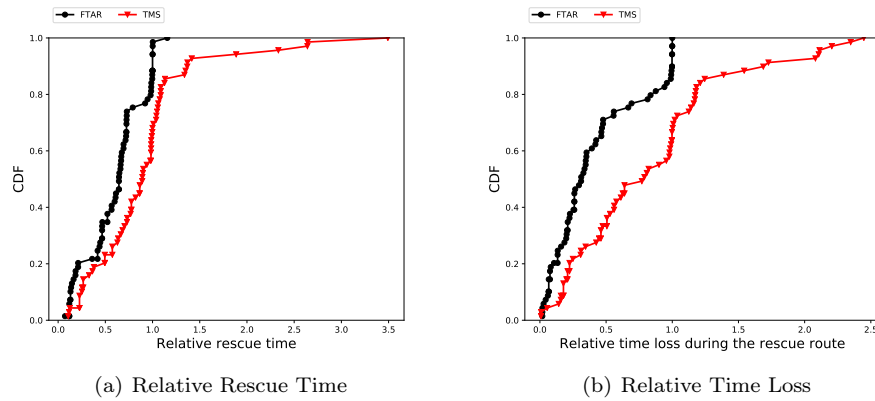 FTAR TMS
1.0
0.8
0.6
0.4
0.2
0.0
CDF
0.0 0.5 1.0 1.5 2.0 2.5 3.0 3.5
Relative rescue time
(a) Relative Rescue Time
FTAR TMS
1.0
0.8
0.6
0.4
0.2
0.0
CDF
0.0 0.5 1.0 1.5 2.0 2.5
Relative time loss during the rescue route
(b) Relative Time Loss